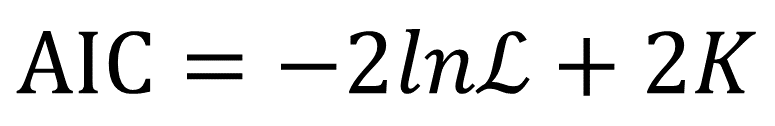 AIC = −2lnℒ + 2K